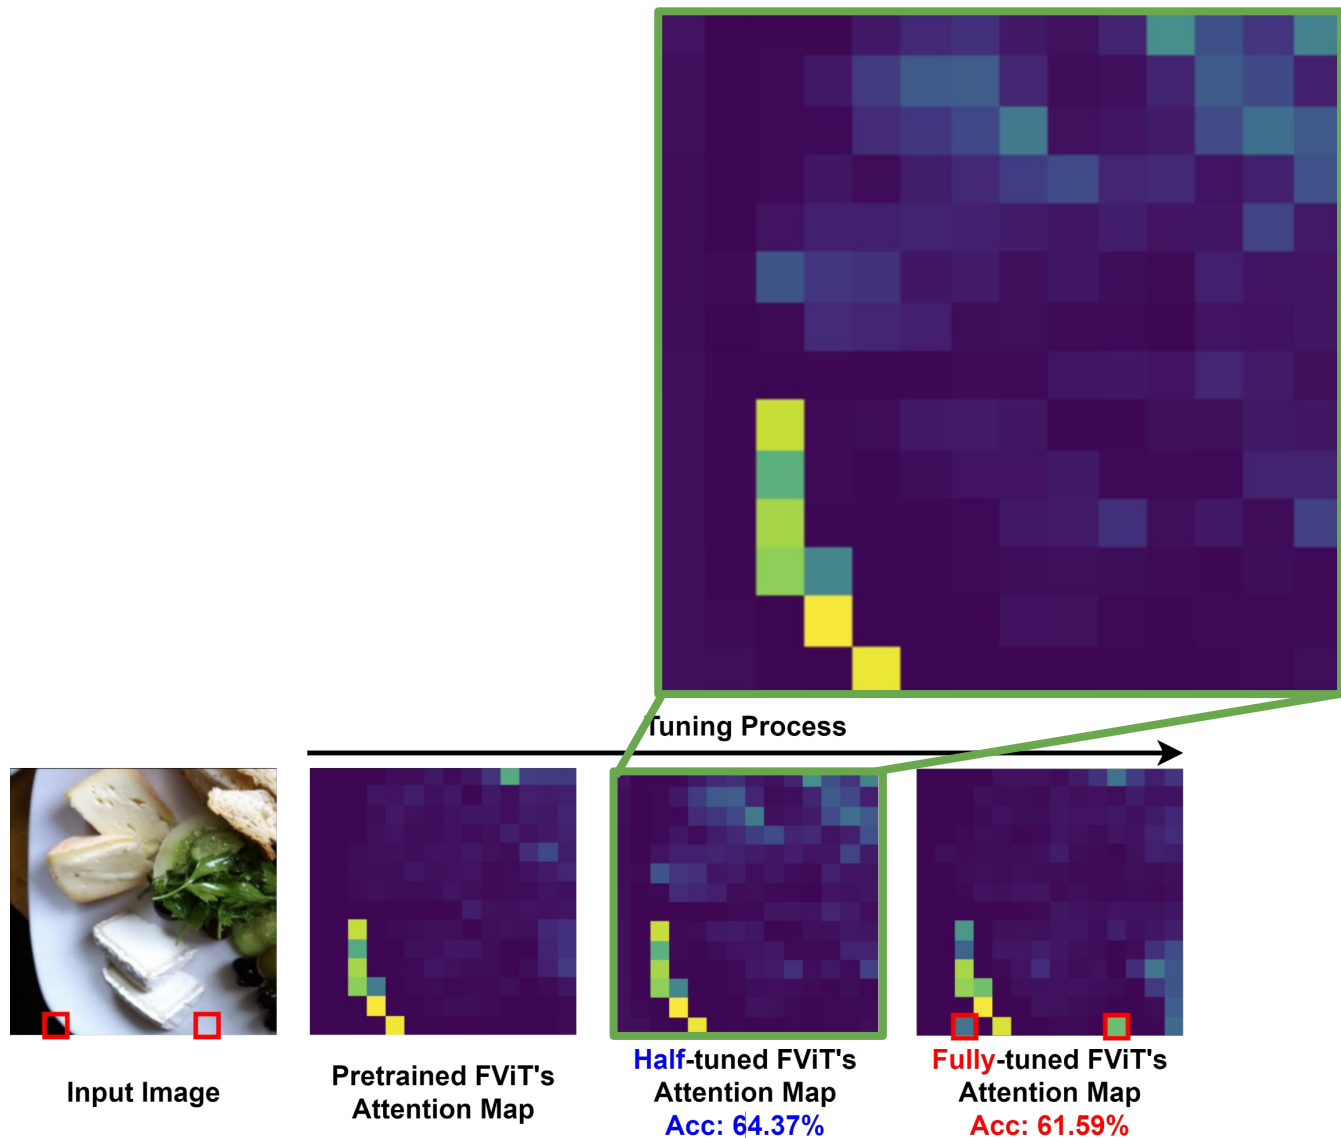 Tuning Process
Input Image
Pretrained FViT's
Attention Map
Half-tuned FViT's
Attention Map
Acc: 64.37%
Fully-tuned FViT's
Attention Map
Acc: 61.59%